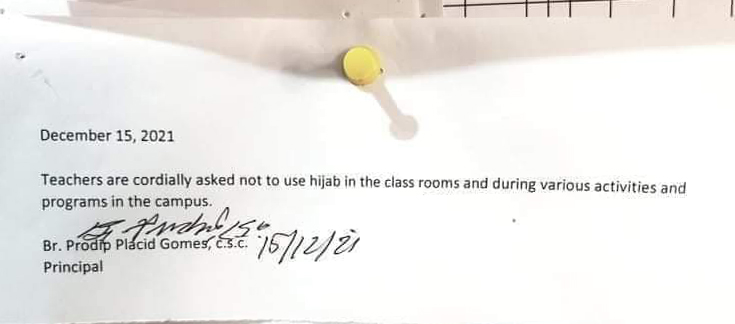 December 15, 2021
Teachers are cordially asked not to use hijab in the class rooms and during various activities and
programs in the campus.
Br. Prodip Placid Gomes, c.s.c. 15/12/21
Principal